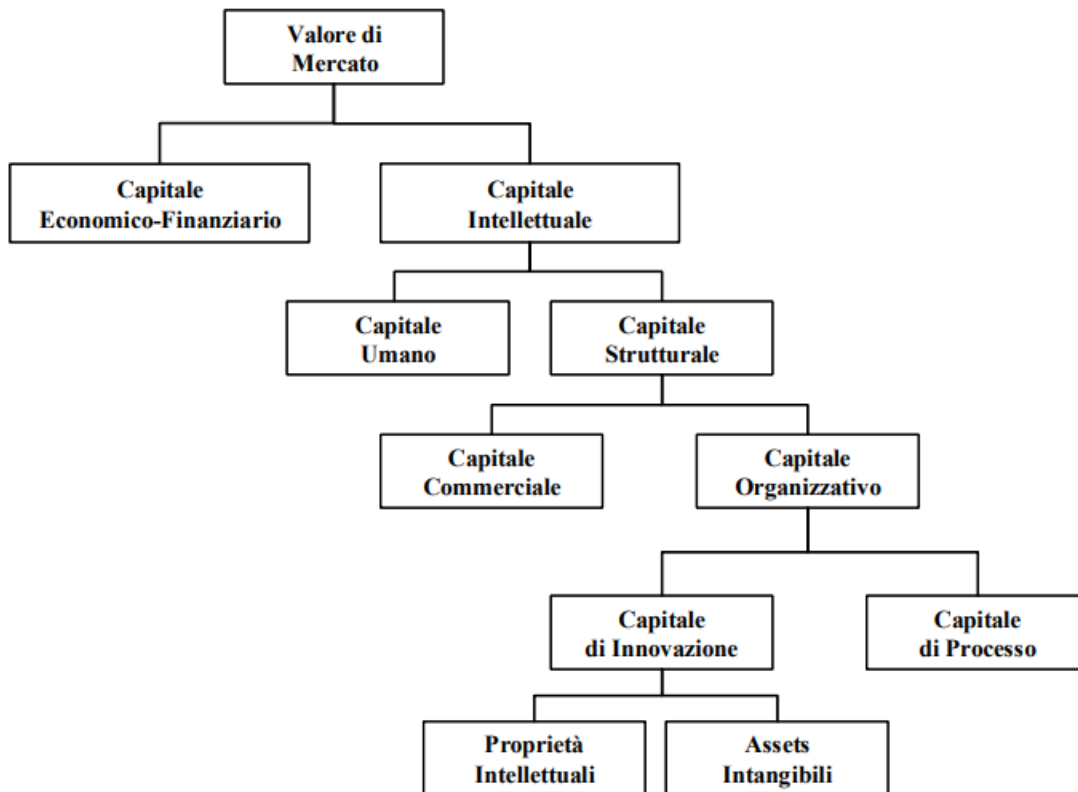 Valore di
Mercato
Capitale
Economico-Finanziario
Capitale
Intellettuale
Capitale
Umano
Capitale
Strutturale
Capitale
Commerciale
Capitale
Organizzativo
Capitale
di Innovazione
Capitale
di Processo
Proprietà
Intellettuali
Assets
Intangibili